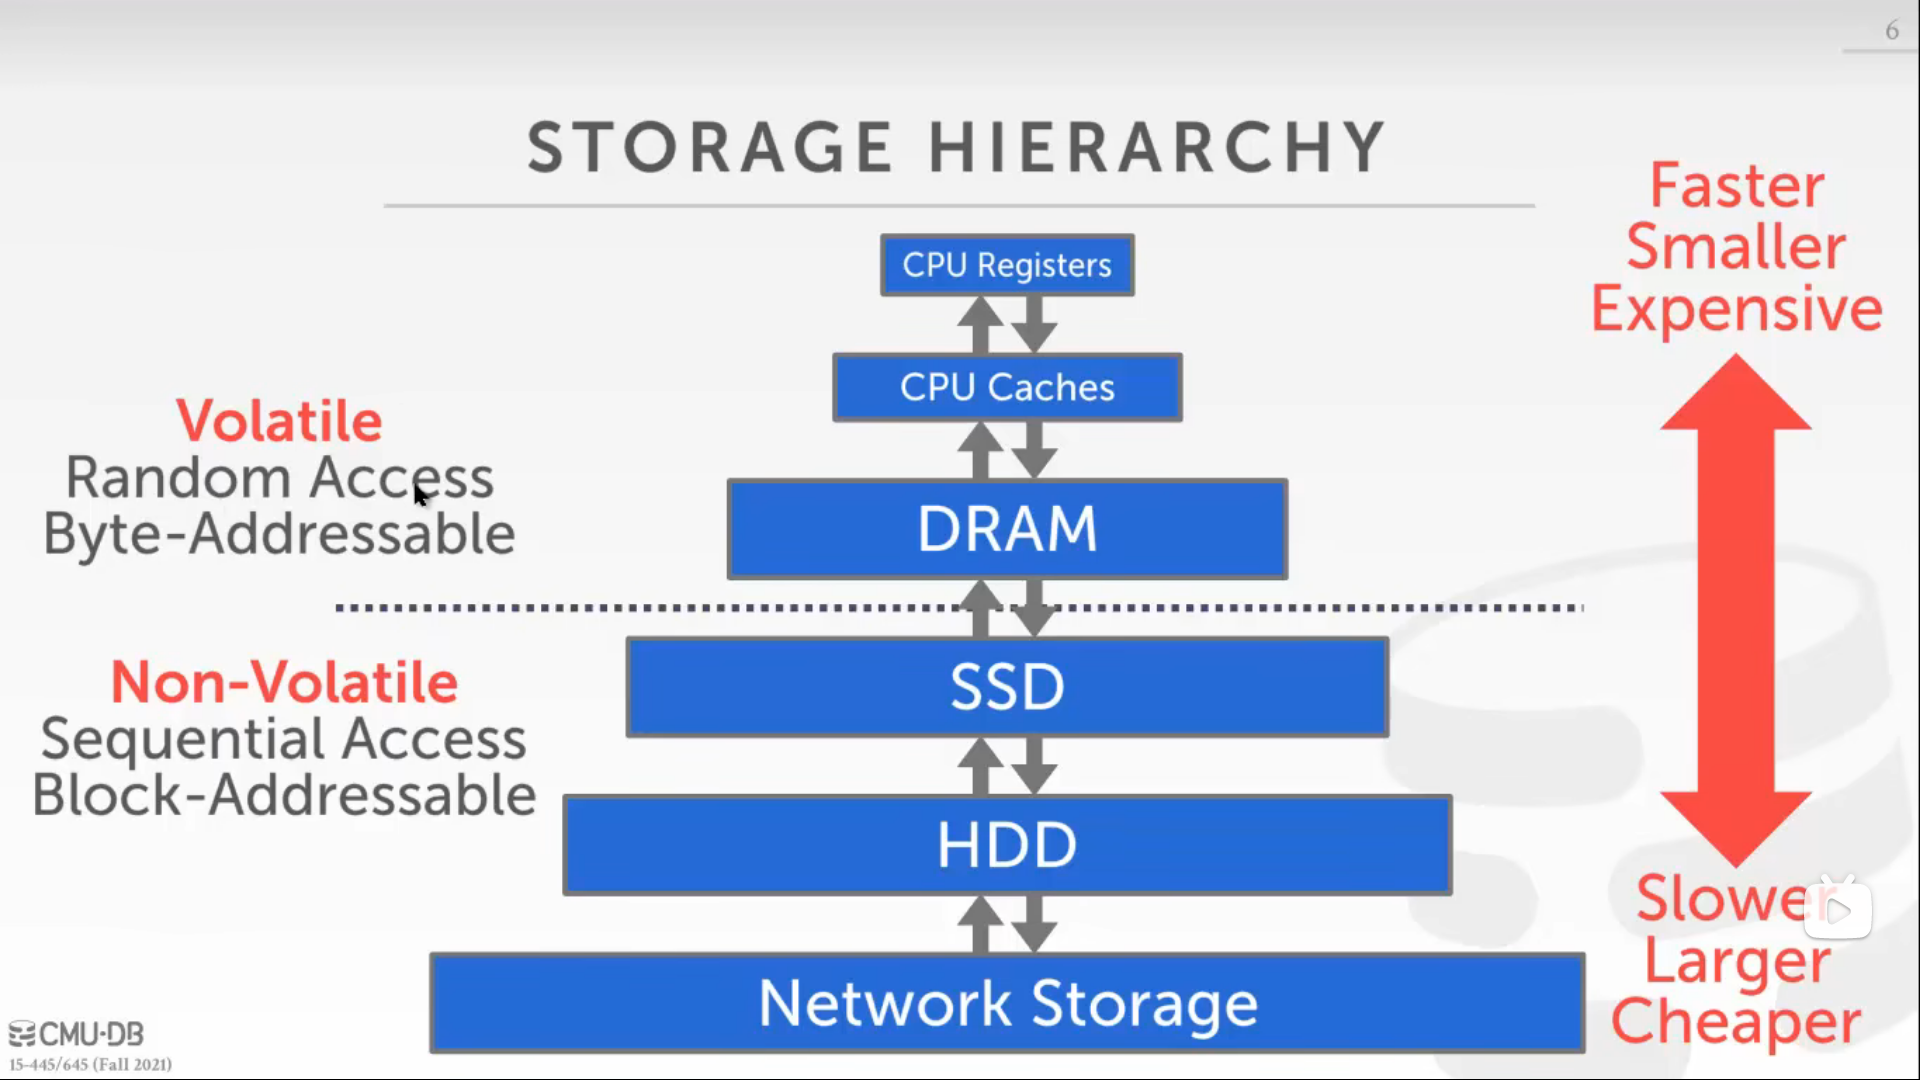 6
STORAGE HIERARCHY
Faster
Smaller
Expensive
CPU Registers
CPU Caches
Volatile
Random Access
Byte-Addressable
DRAM
Non-Volatile
Sequential Access
Block-Addressable
SSD
HDD
Slower
Larger
Cheaper
Network Storage
CMU·DB
15-445/645 (Fall 2021)